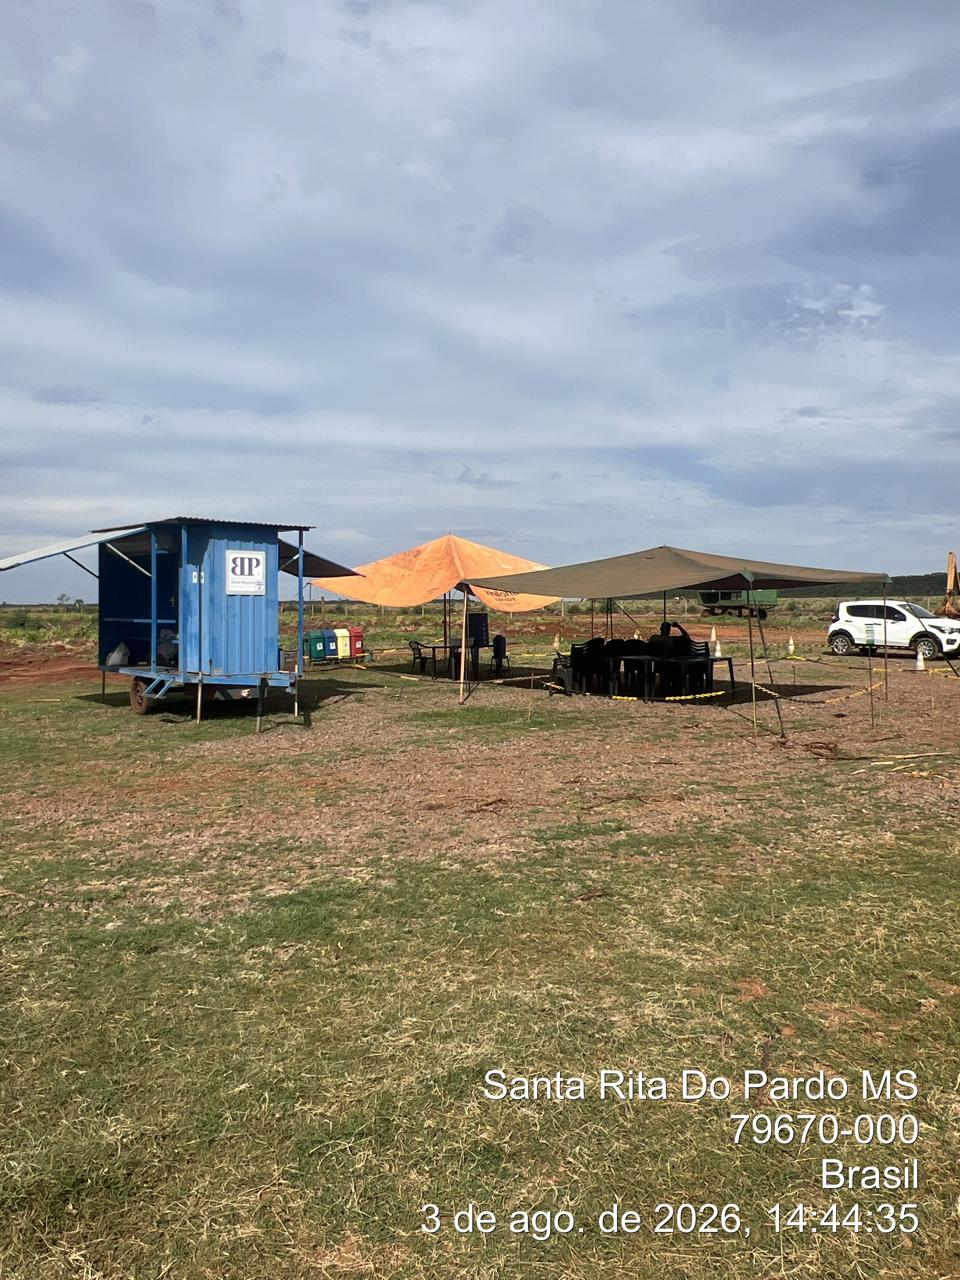 BP
Santa Rita Do Pardo MS
79670-000
Brasil
3 de ago. de 2026, 14:44:35